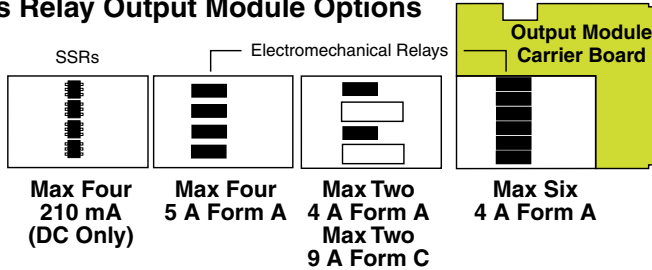 s Relay Output Module Options
Output Module
Carrier Board
SSRs
Electromechanical Relays
Max Four
210 mA
(DC Only)
Max Four
5 A Form A
Max Two
4 A Form A
Max Two
9 A Form C
Max Six
4 A Form A